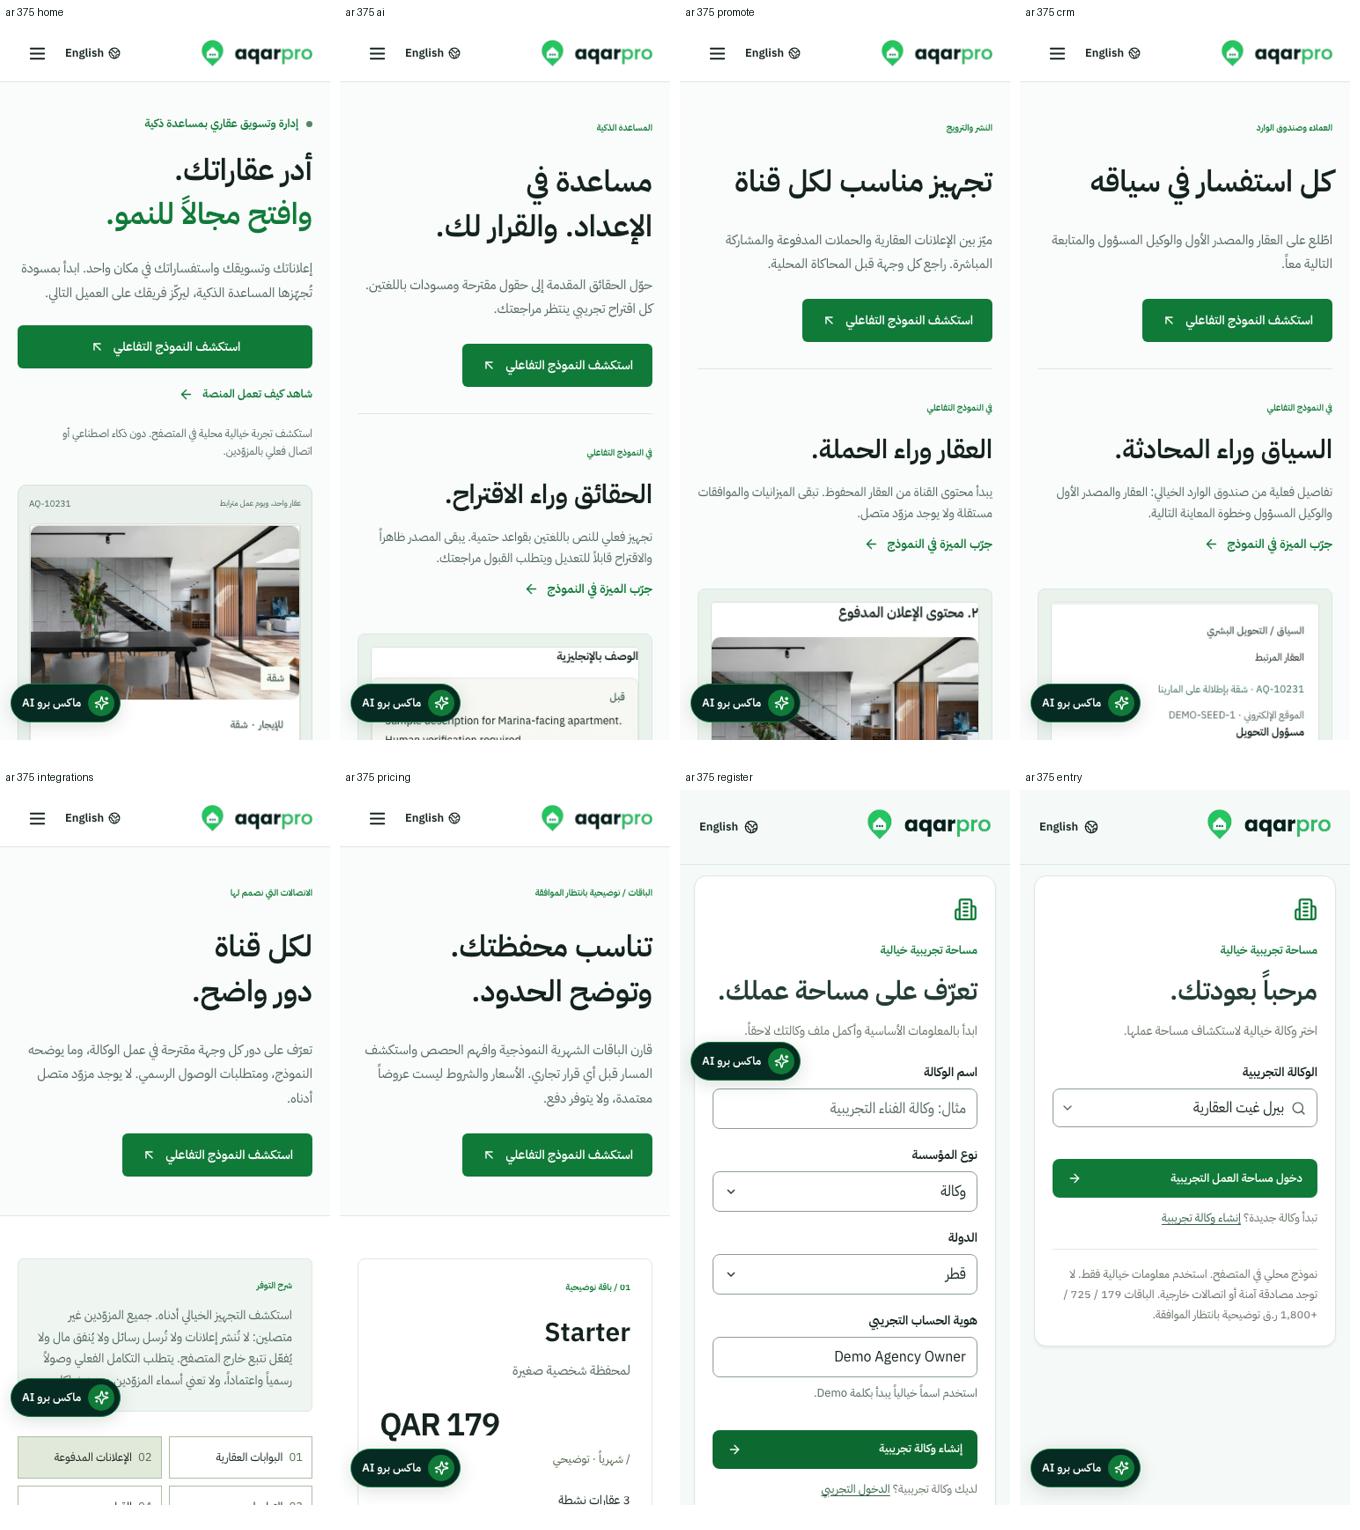 ar 375 home
English
aqarpro
إدارة وتسويق عقاري بمساعدة ذكية
أدر عقاراتك.
وافتح مجالاً للنمو.
إعلاناتك وتسويقك واستفساراتك في مكان واحد. ابدأ بمسودة
تُجهّزها المساعدة الذكية، ليركّز فريقك على العميل التالي.
استكشف النموذج التفاعلي
شاهد كيف تعمل المنصة
استكشف تجربة خيالية محلية في المتصفح. دون ذكاء اصطناعي أو
اتصال فعلي بالمزوّدين.
عقار واحد، ويوم عمل مترابط
AQ-10231
شقة
ماكس برو AI
للإيجار · شقة
ar 375 ai
English
aqarpro
المساعدة الذكية
مساعدة في
الإعداد. والقرار لك.
حوّل الحقائق المقدمة إلى حقول مقترحة ومسودات باللغتين.
كل اقتراح تجريبي ينتظر مراجعتك.
استكشف النموذج التفاعلي
في النموذج التفاعلي
الحقائق وراء الاقتراح.
تجهيز فعلي للنص باللغتين بقواعد حتمية. يبقى المصدر ظاهراً
والاقتراح قابلاً للتعديل ويتطلب القبول مراجعتك.
جرّب الميزة في النموذج
الوصف بالإنجليزية
قبل
ماكس برو AI
Sample description for Marina-facing apartment.
Human verification required
ar 375 promote
English
aqarpro
النشر والترويج
تجهيز مناسب لكل قناة
ميّز بين الإعلانات العقارية والحملات المدفوعة والمشاركة
المباشرة. راجع كل وجهة قبل المحاكاة المحلية.
استكشف النموذج التفاعلي
في النموذج التفاعلي
العقار وراء الحملة.
يبدأ محتوى القناة من العقار المحفوظ. تبقى الميزانيات والموافقات
مستقلة ولا يوجد مزوّد متصل.
جرّب الميزة في النموذج
٢. محتوى الإعلان المدفوع
ماكس برو AI
ar 375 crm
English
aqarpro
العملاء وصندوق الوارد
كل استفسار في سياقه
اطّلع على العقار والمصدر الأول والوكيل المسؤول والمتابعة
التالية معاً.
استكشف النموذج التفاعلي
في النموذج التفاعلي
السياق وراء المحادثة.
تفاصيل فعلية من صندوق الوارد الخيالي: العقار والمصدر الأول
والوكيل المسؤول وخطوة المعاينة التالية.
جرّب الميزة في النموذج
السياق / التحويل البشري
العقار المرتبط
AQ-10231 · شقة بإطلالة على المارينا
ماكس برو AI
الموقع الإلكتروني · DEMO-SEED-1
مسؤول التحويل
ar 375 integrations
English
aqarpro
الاتصالات التي نصمم لها
لكل قناة
دور واضح.
تعرّف على دور كل وجهة مقترحة في عمل الوكالة، وما يوضحه
النموذج، ومتطلبات الوصول الرسمي. لا يوجد مزوّد متصل
أدناه.
استكشف النموذج التفاعلي
شرح التوفر
استكشف التجهيز الخيالي أدناه. جميع المزوّدين غير
متصلين: لا تُنشر إعلانات ولا تُرسل رسائل ولا يُنفق مال ولا
يُفعّل تتبع خارج المتصفح. يتطلب التكامل الفعلي وصولاً
رسمياً واعتماداً، ولا تعني أسماء المزوّدين
ماكس برو AI
01 البوابات العقارية
02 الإعلانات المدفوعة
ar 375 pricing
English
aqarpro
الباقات / توضيحية بانتظار الموافقة
تناسب محفظتك.
وتوضح الحدود.
قارن الباقات الشهرية النموذجية وافهم الحصص واستكشف
المسار قبل أي قرار تجاري. الأسعار والشروط ليست عروضاً
معتمدة، ولا يتوفر دفع.
استكشف النموذج التفاعلي
01 / باقة توضيحية
Starter
لمحفظة شخصية صغيرة
QAR 179
/ شهرياً · توضيحي
ماكس برو AI
3 عقارات نشطة
ar 375 register
English
aqarpro
مساحة تجريبية خيالية
تعرّف على مساحة عملك.
ابدأ بالمعلومات الأساسية وأكمل ملف وكالتك لاحقاً.
ماكس برو AI
اسم الوكالة
مثال: وكالة الفناء التجريبية
نوع المؤسسة
وكالة
الدولة
قطر
هوية الحساب التجريبي
Demo Agency Owner
استخدم اسماً خيالياً يبدأ بكلمة Demo.
إنشاء وكالة تجريبية
لديك وكالة تجريبية؟ الدخول التجريبي
ar 375 entry
English
aqarpro
مساحة تجريبية خيالية
مرحباً بعودتك.
اختر وكالة خيالية لاستكشاف مساحة عملها.
الوكالة التجريبية
بيرل غيت العقارية
دخول مساحة العمل التجريبية
تبدأ وكالة جديدة؟ إنشاء وكالة تجريبية
نموذج محلي في المتصفح. استخدم معلومات خيالية فقط. لا
توجد مصادقة آمنة أو اتصالات خارجية. الباقات 179 / 725 /
1,800+ ر.ق توضيحية بانتظار الموافقة.
ماكس برو AI